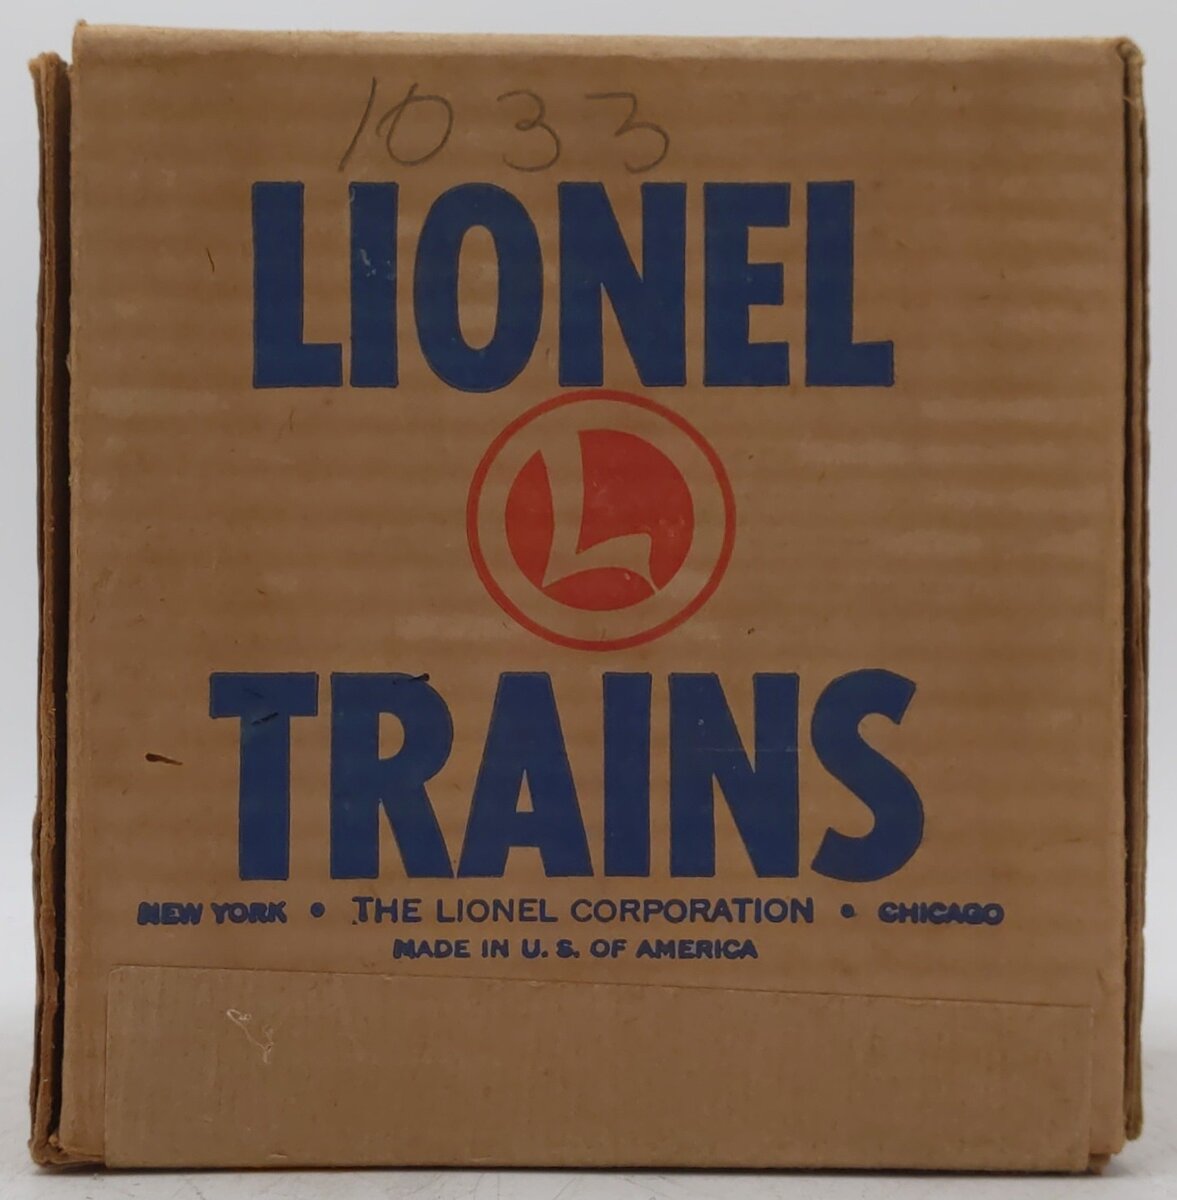 1033
LIONEL
L
TRAINS
NEW YORK • THE LIONEL CORPORATION • CHICAGO
MADE IN U. S. OF AMERICA